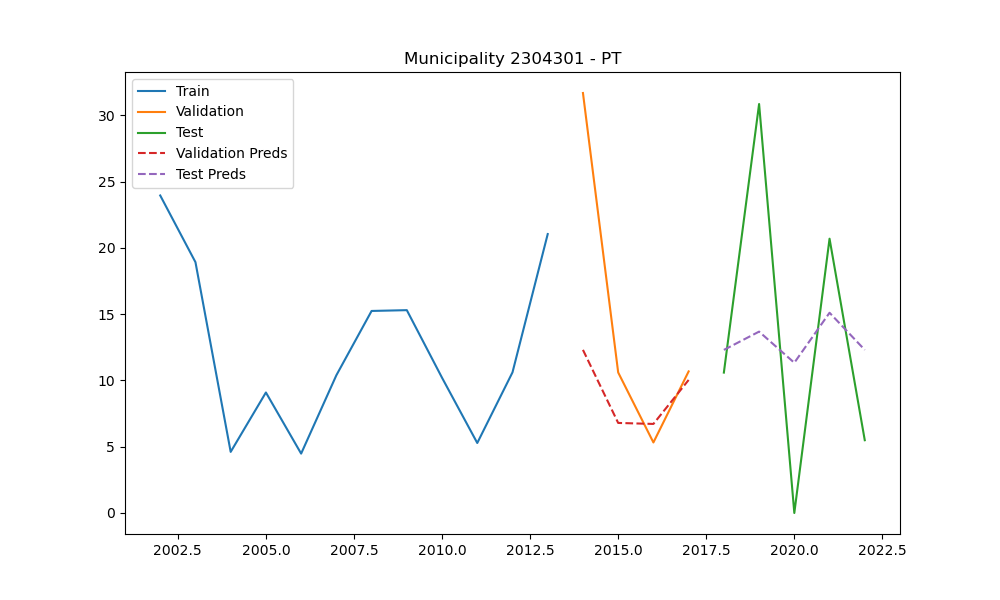 Municipality 2304301 - PT
Train
Validation
Test
Validation Preds
Test Preds
30
25
20
15
10
5
0
2002.5 2005.0 2007.5 2010.0 2012.5 2015.0 2017.5 2020.0 2022.5